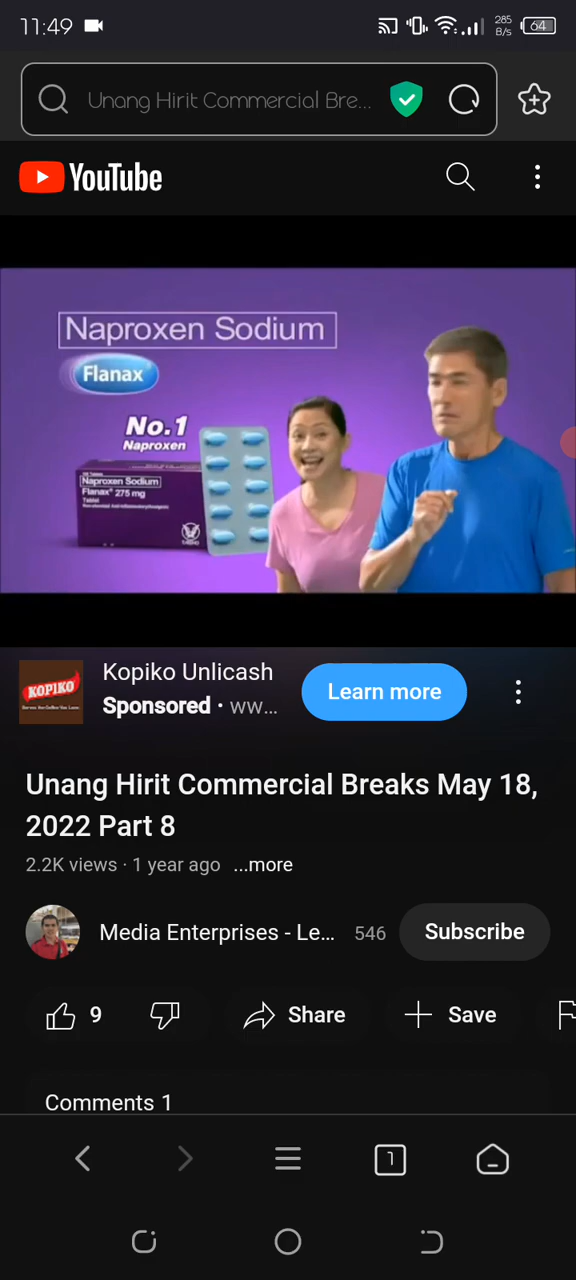 11:49
285
B/s
64
Unang Hirit Commercial Bre...
YouTube
Naproxen Sodium
Flanax
No.1
Naproxen
Naproxen Sodium
Flanax® 275 mg
Tablet
KOPIKO
Kopiko Unlicash
Sponsored · ww...
Learn more
Unang Hirit Commercial Breaks May 18,
2022 Part 8
2.2K views · 1 year ago ...more
Media Enterprises - Le... 546
Subscribe
9
Share
Save
Comments 1
1